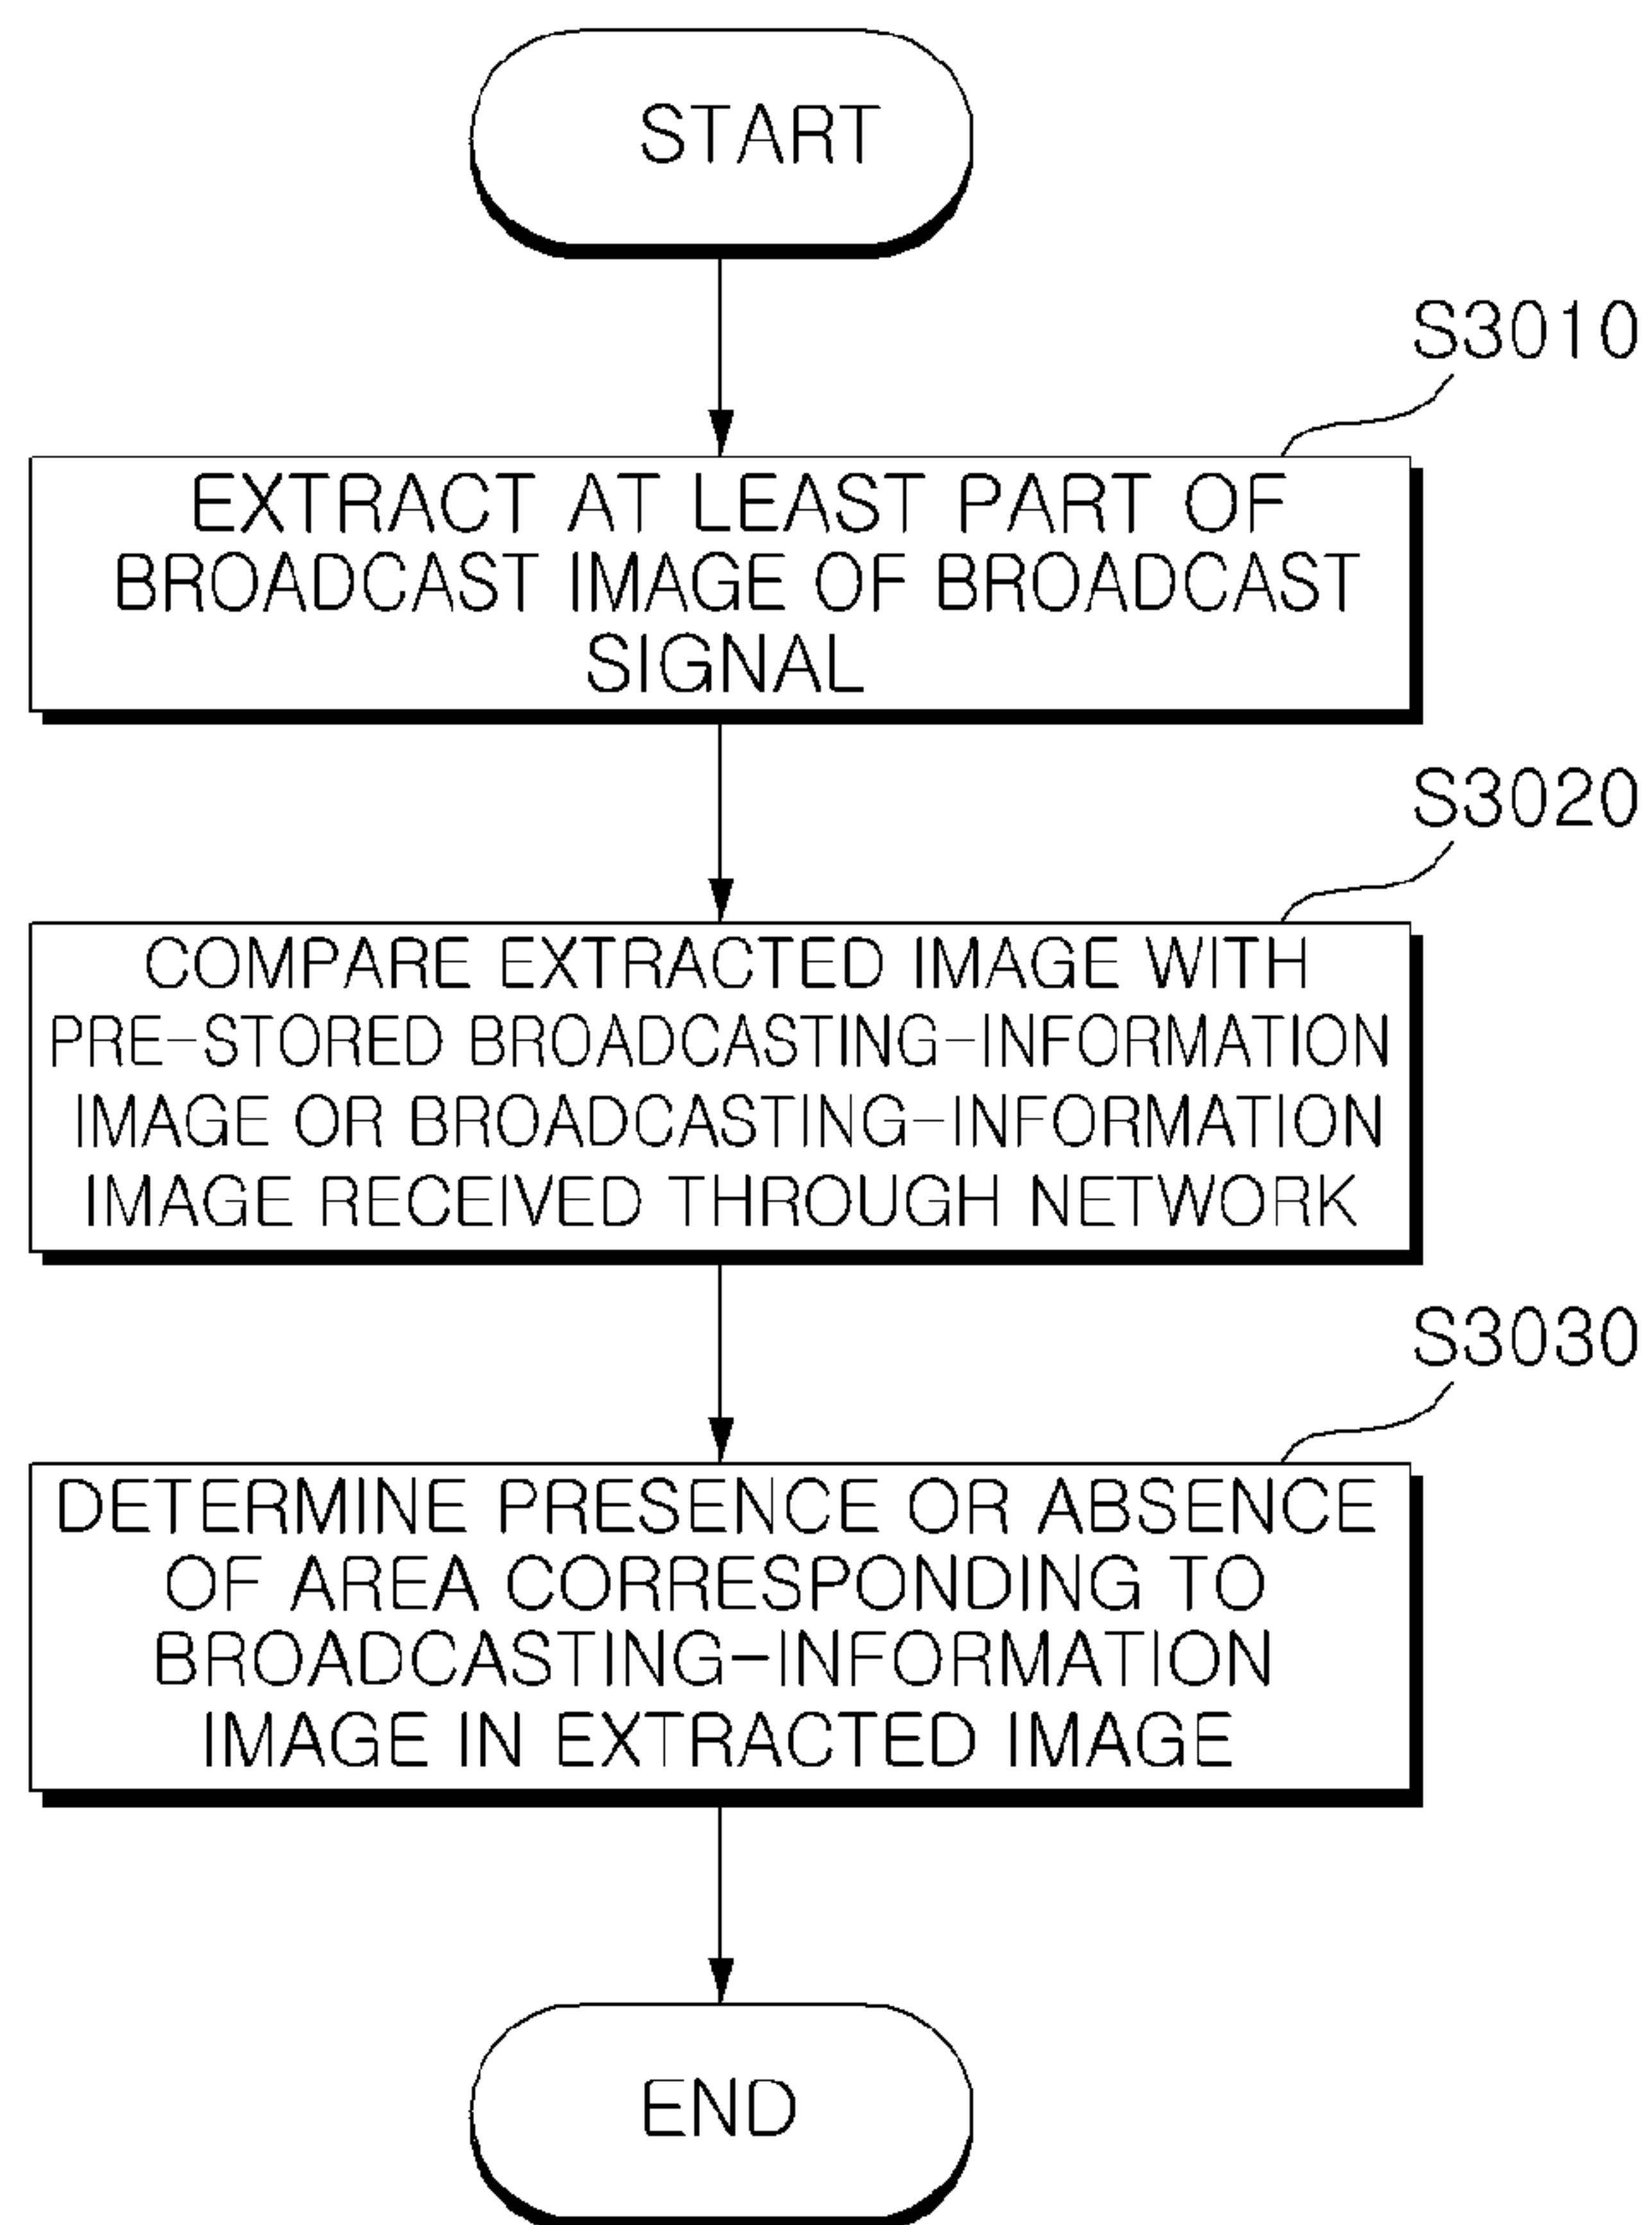 START
S3010
EXTRACT AT LEAST PART OF
BROADCAST IMAGE OF BROADCAST
SIGNAL
S3020
COMPARE EXTRACTED IMAGE WITH
PRE-STORED BROADCASTING-INFORMATION
IMAGE OR BROADCASTING-INFORMATION
IMAGE RECEIVED THROUGH NETWORK
S3030
DETERMINE PRESENCE OR ABSENCE
OF AREA CORRESPONDING TO
BROADCASTING-INFORMATION
IMAGE IN EXTRACTED IMAGE
END